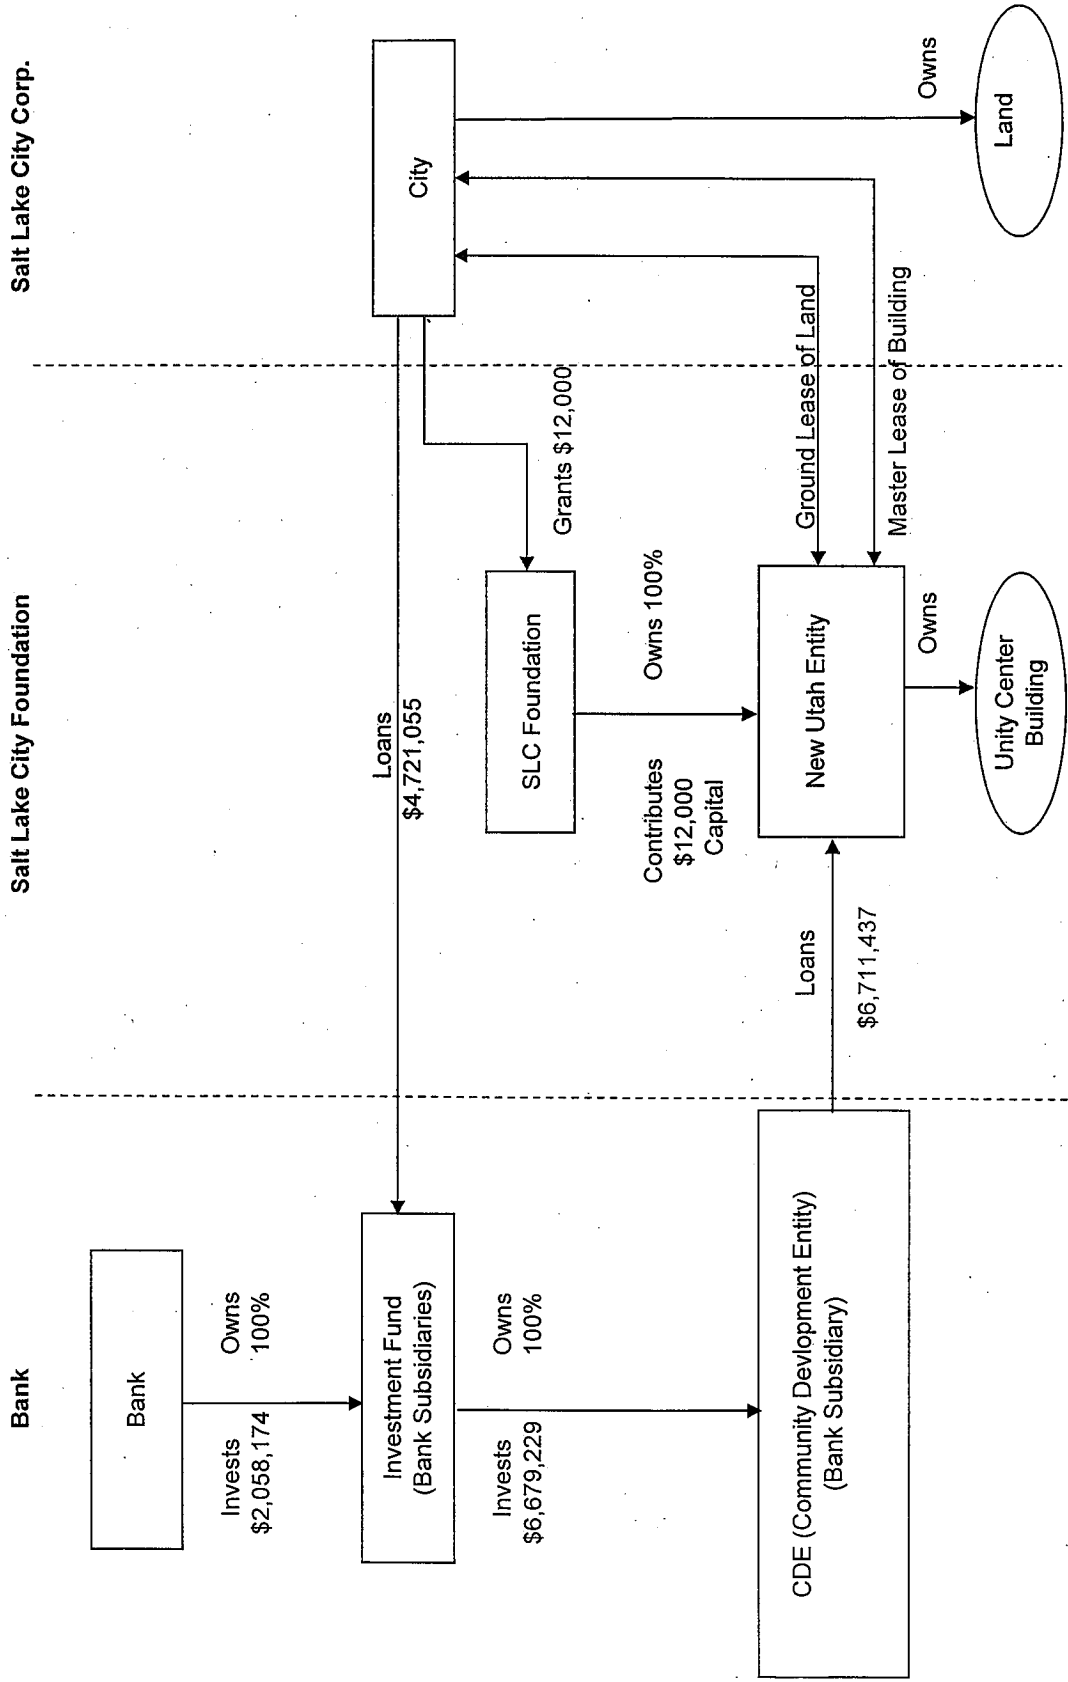 Bank
Salt Lake City Foundation
Salt Lake City Corp.
Bank
Invests
$2,058,174
Owns
100%
Investment Fund
(Bank Subsidiaries)
Invests
$6,679,229
Owns
100%
CDE (Community Devlopment Entity)
(Bank Subsidiary)
Loans
$4,721,055
SLC Foundation
Grants $12,000
Contributes
$12,000
Capital
Owns 100%
Loans
$6,711,437
New Utah Entity
Owns
Unity Center
Building
City
Ground Lease of Land
Master Lease of Building
Owns
Land